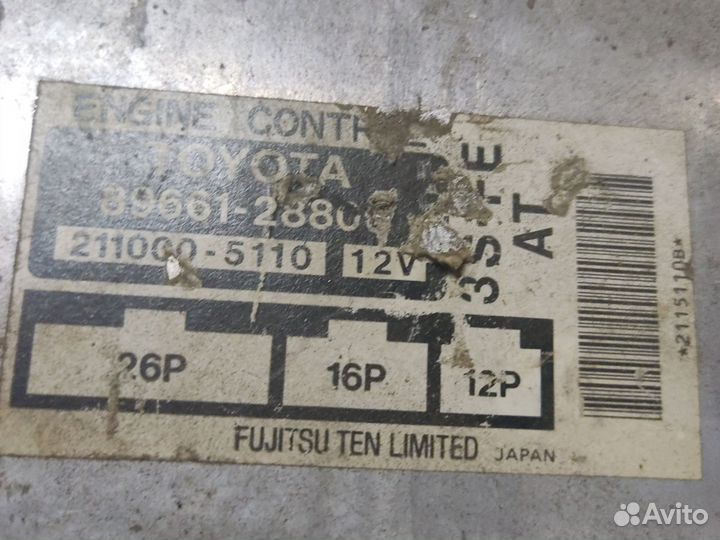 ENGINE CONTR
TOYOTA
89661-2880
211000-5110 12V
3S-FE
AT
26P 16P 12P
FUJITSU TEN LIMITED JAPAN
*2115110B*
Avito